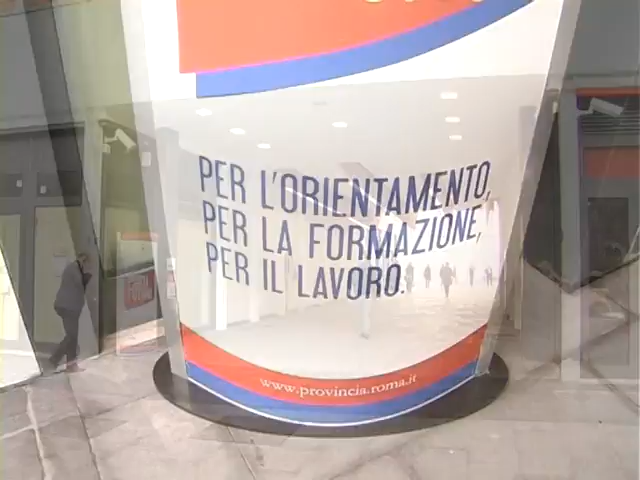 PER L'ORIENTAMENTO,
PER LA FORMAZIONE,
PER IL LAVORO.
www.provincia.roma.it